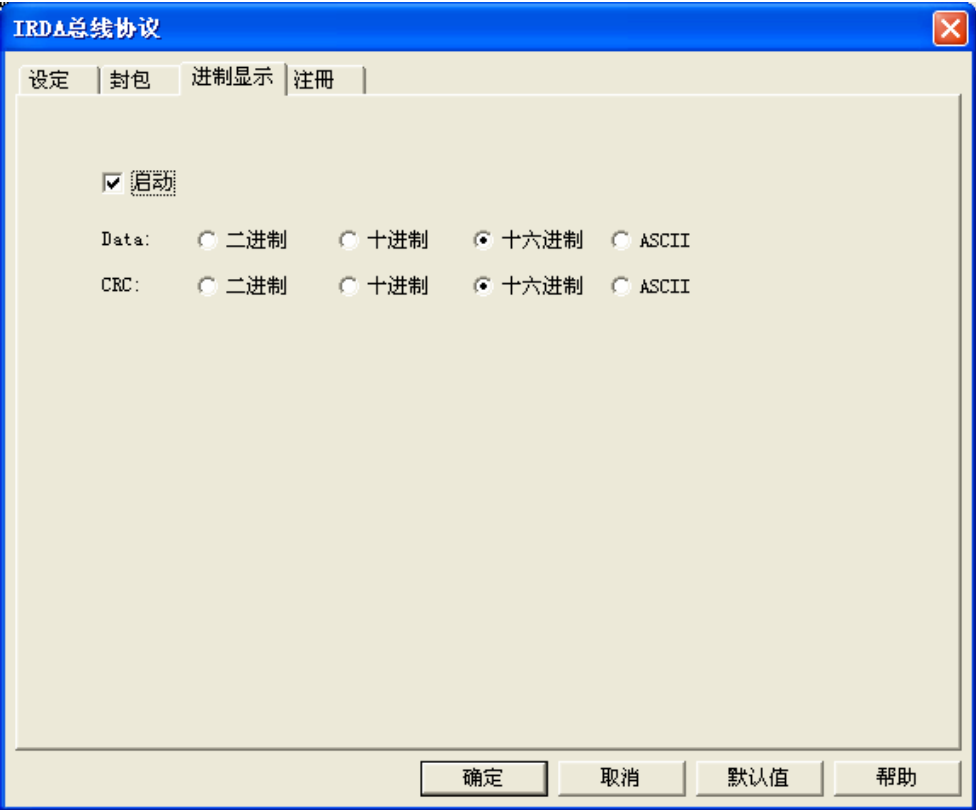 IRDA总线协议
设定 封包 进制显示 注册
启动
Data: 二进制 十进制 十六进制 ASCII
CRC: 二进制 十进制 十六进制 ASCII
确定 取消 默认值 帮助